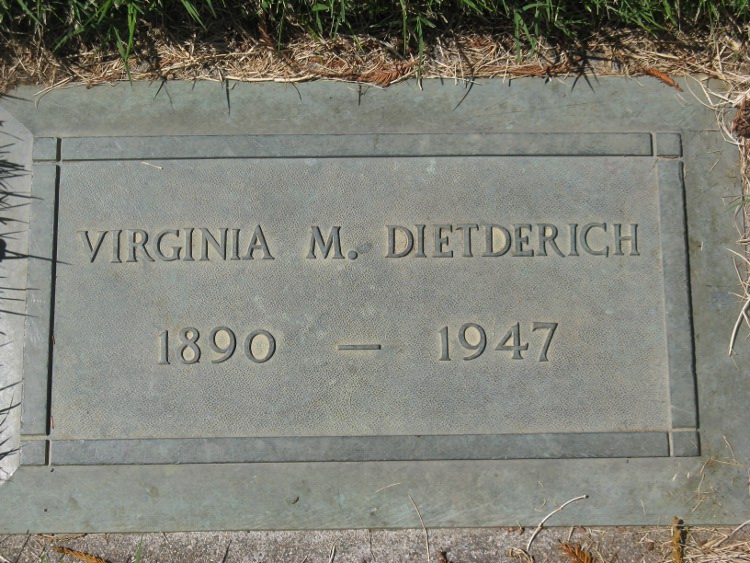 VIRGINIA M. DIETDERICH
1890 — 1947